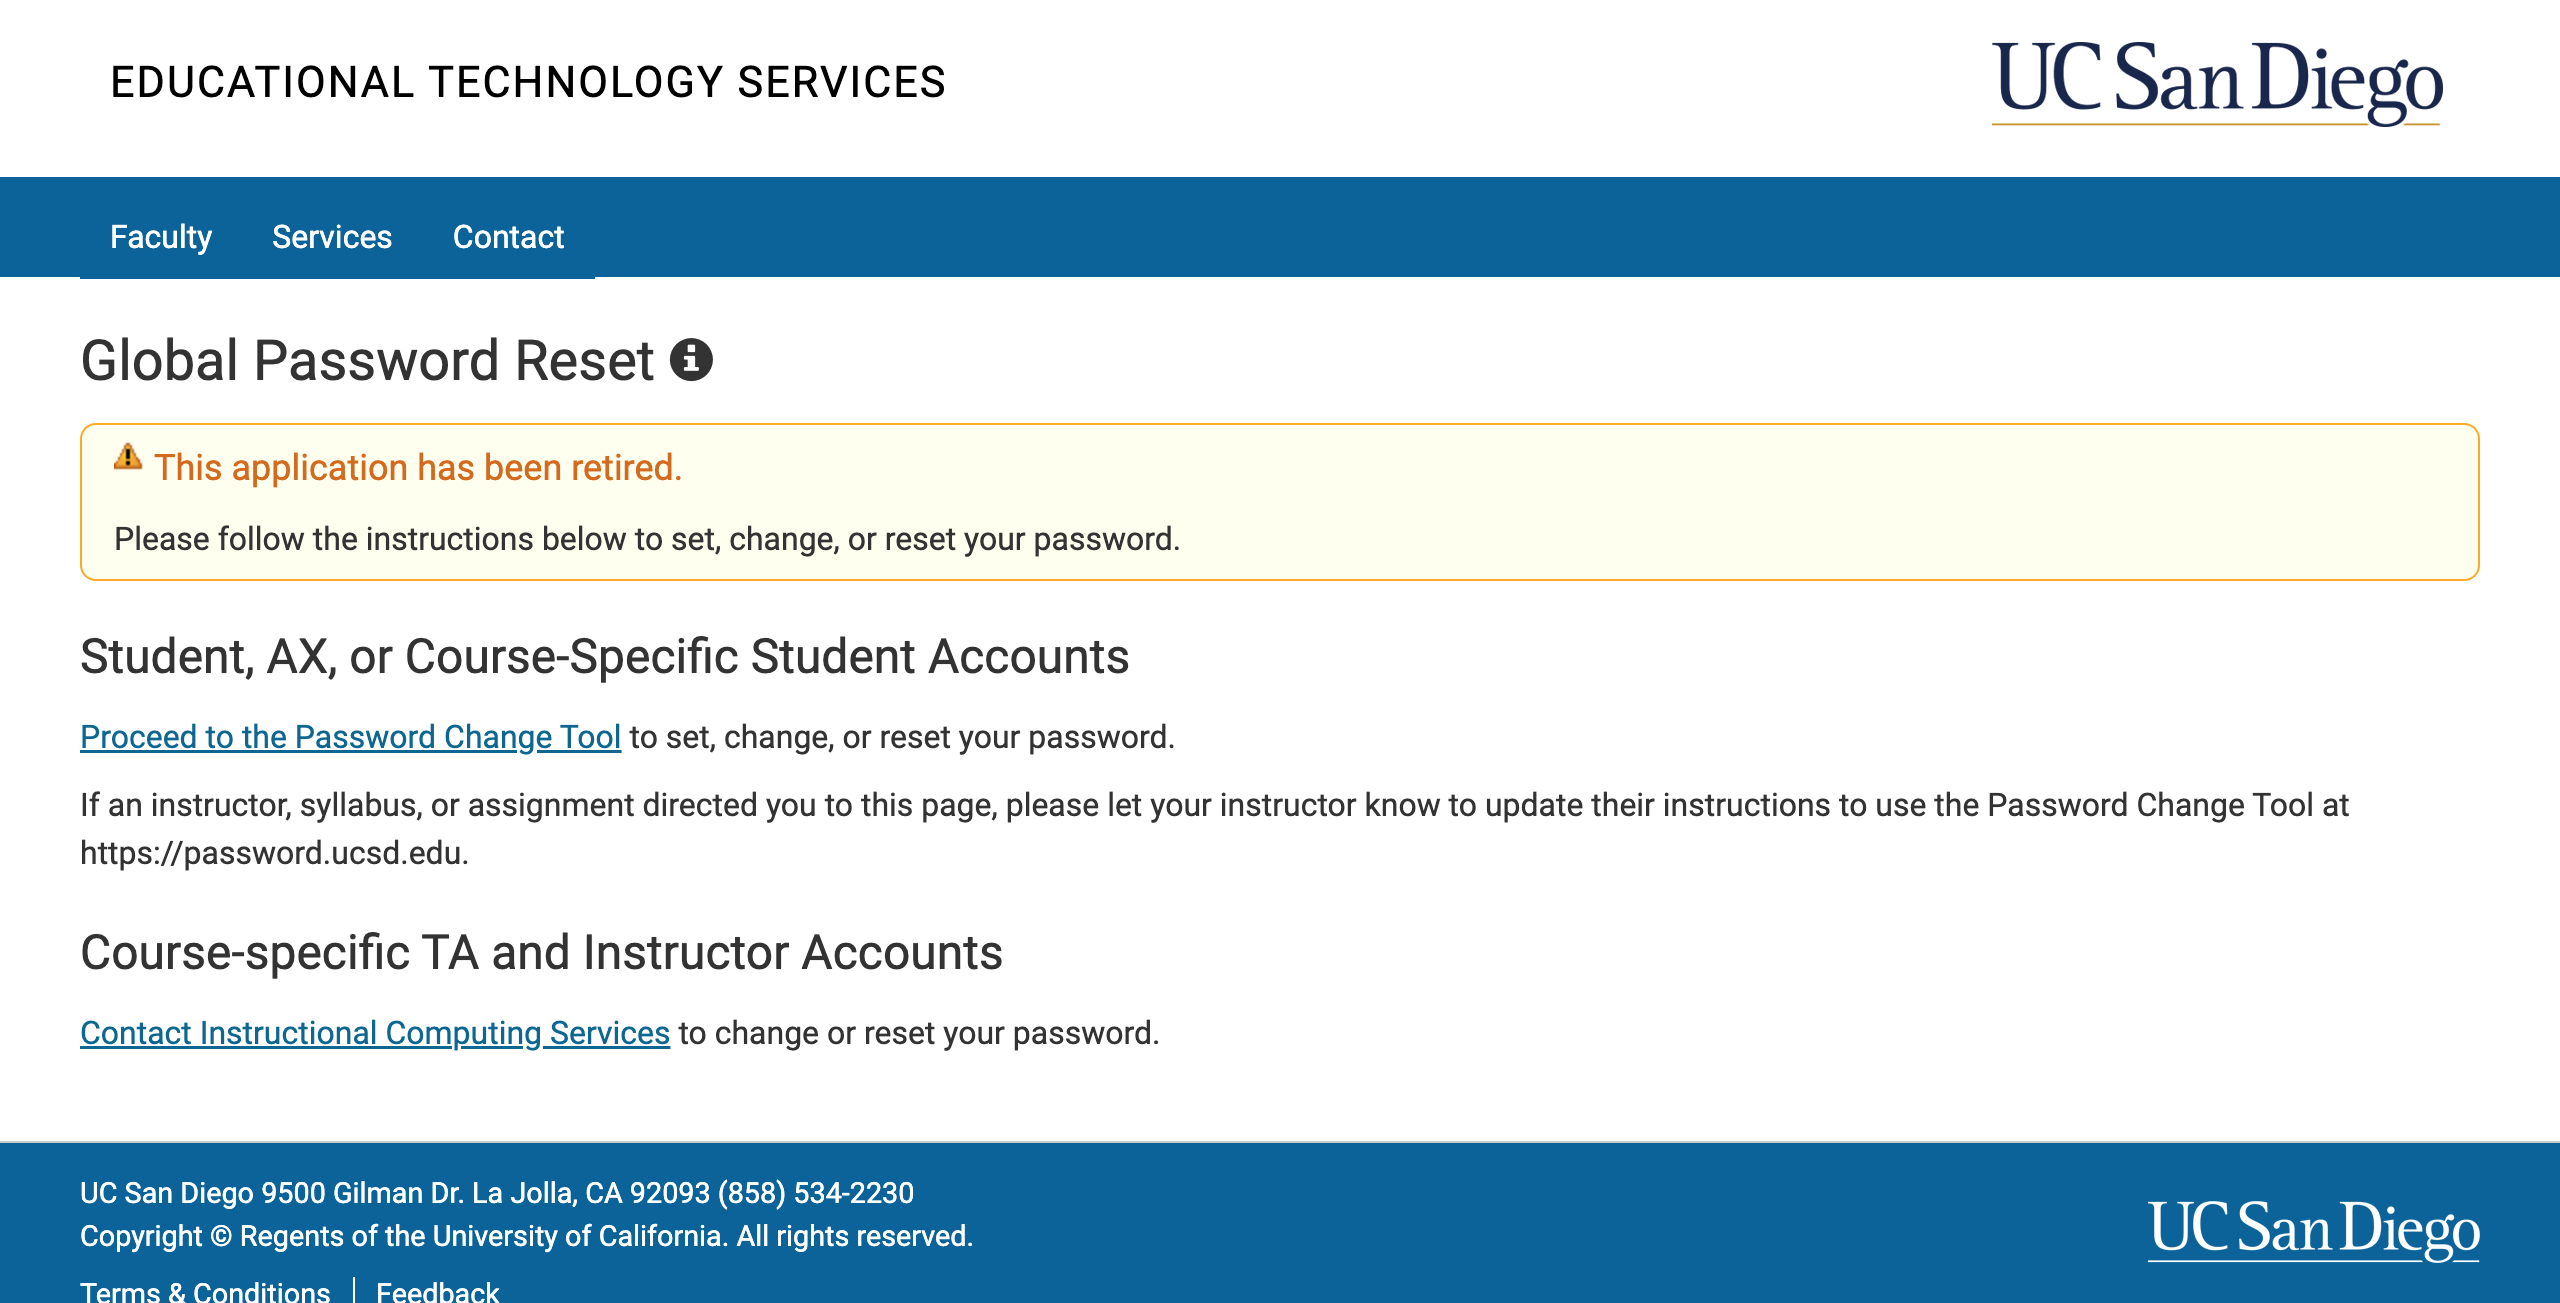 EDUCATIONAL TECHNOLOGY SERVICES
UC San Diego
Faculty Services Contact
Global Password Reset
This application has been retired.
Please follow the instructions below to set, change, or reset your password.
Student, AX, or Course-Specific Student Accounts
Proceed to the Password Change Tool to set, change, or reset your password.
If an instructor, syllabus, or assignment directed you to this page, please let your instructor know to update their instructions to use the Password Change Tool at
https://password.ucsd.edu.
Course-specific TA and Instructor Accounts
Contact Instructional Computing Services to change or reset your password.
UC San Diego 9500 Gilman Dr. La Jolla, CA 92093 (858) 534-2230
Copyright © Regents of the University of California. All rights reserved.
Terms & Conditions | Feedback
UC San Diego